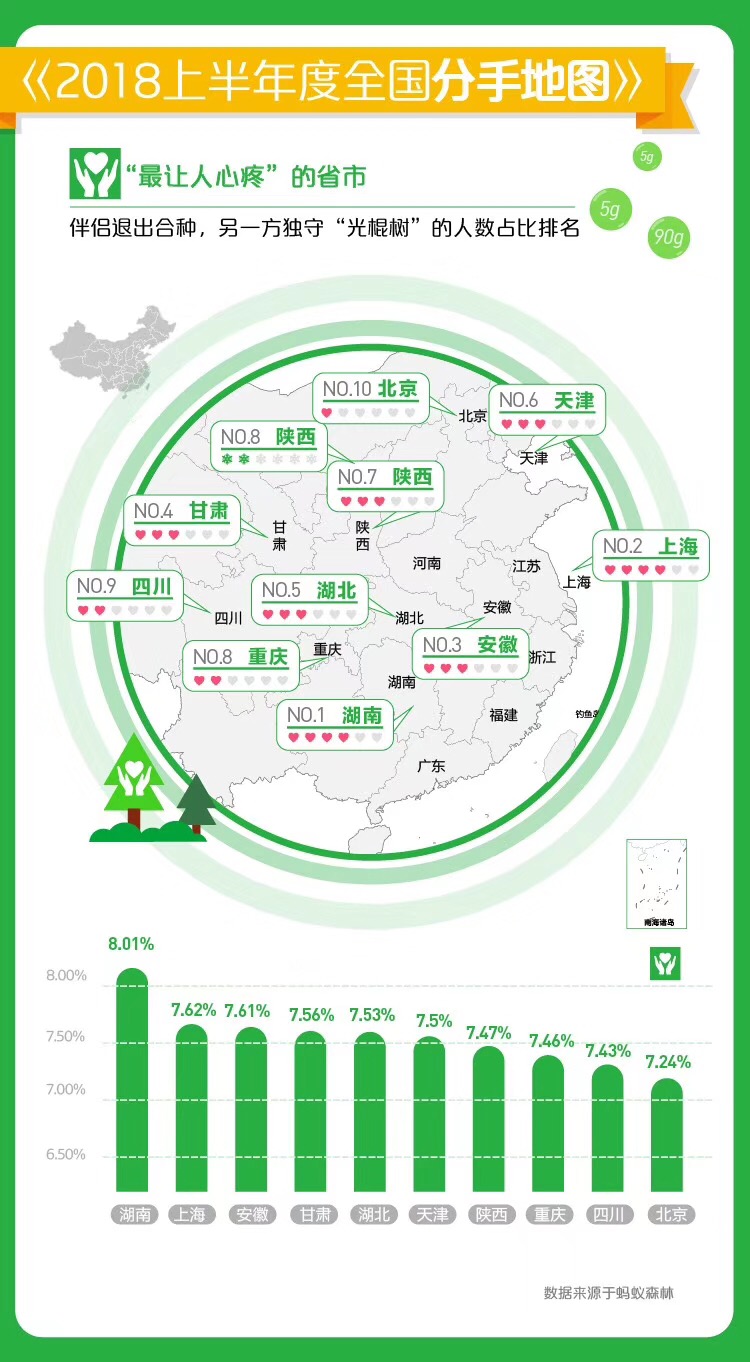 《2018上半年度全国分手地图》
“最让人心疼”的省市
伴侣退出合种，另一方独守“光棍树”的人数占比排名
5g
5g
90g
NO.10 北京
北京
NO.6 天津
天津
NO.8 陕西
NO.7 陕西
陕西
NO.4 甘肃
甘肃
河南
江苏
NO.2 上海
上海
NO.9 四川
四川
NO.5 湖北
湖北
安徽
NO.3 安徽
NO.8 重庆
重庆
浙江
湖南
NO.1 湖南
福建
钓鱼岛
广东
南海诸岛
8.01%
7.62%
7.61%
7.56%
7.53%
7.5%
7.47%
7.46%
7.43%
7.24%
8.00%
7.50%
7.00%
6.50%
湖南
上海
安徽
甘肃
湖北
天津
陕西
重庆
四川
北京
数据来源于蚂蚁森林